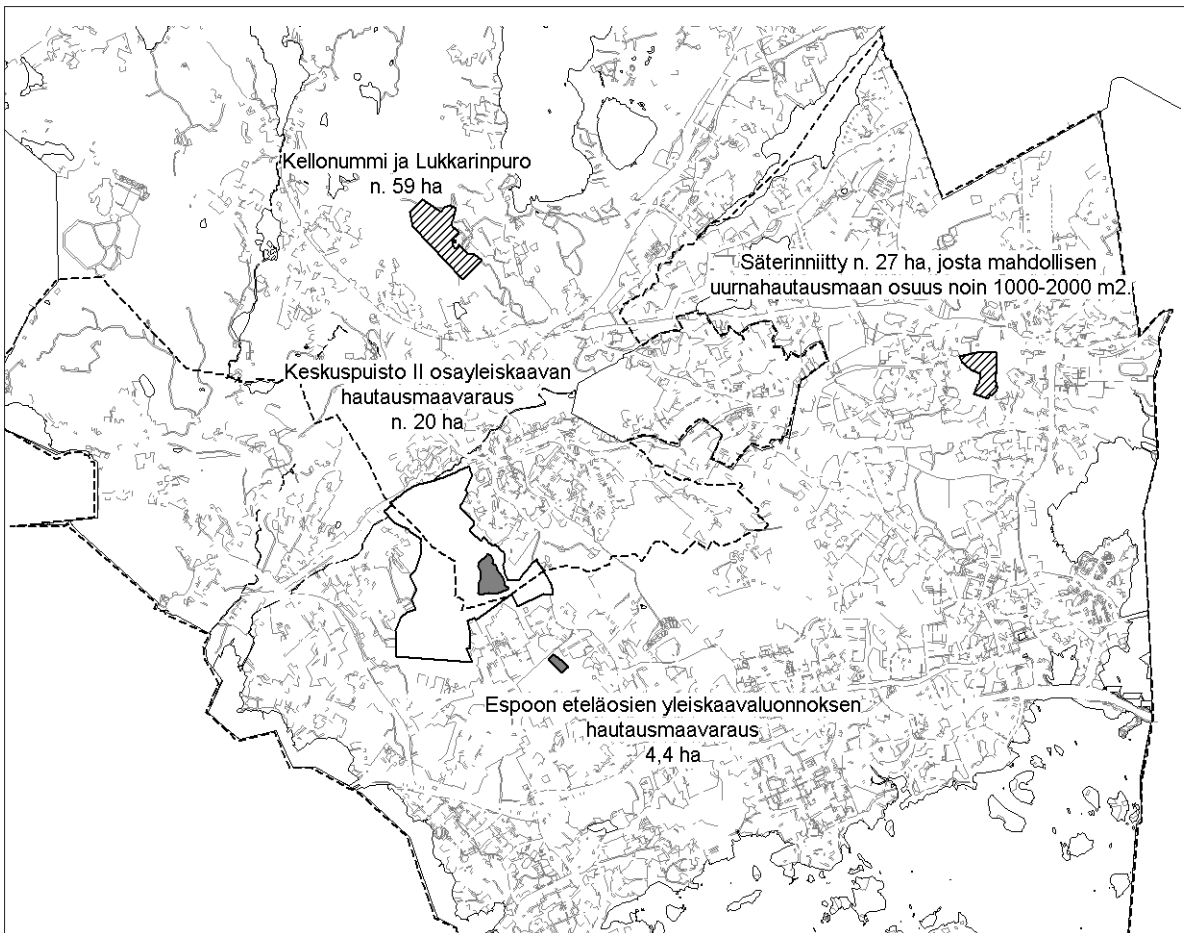 Kellonummi ja Lukkarinpuro
n. 59 ha
Säterinniitty n. 27 ha, josta mahdollisen
uurnahautausmaan osuus noin 1000-2000 m2.
Keskuspuisto II osayleiskaavan
hautausmaavaraus
n. 20 ha
Espoon eteläosien yleiskaavaluonnoksen
hautausmaavaraus
4,4 ha